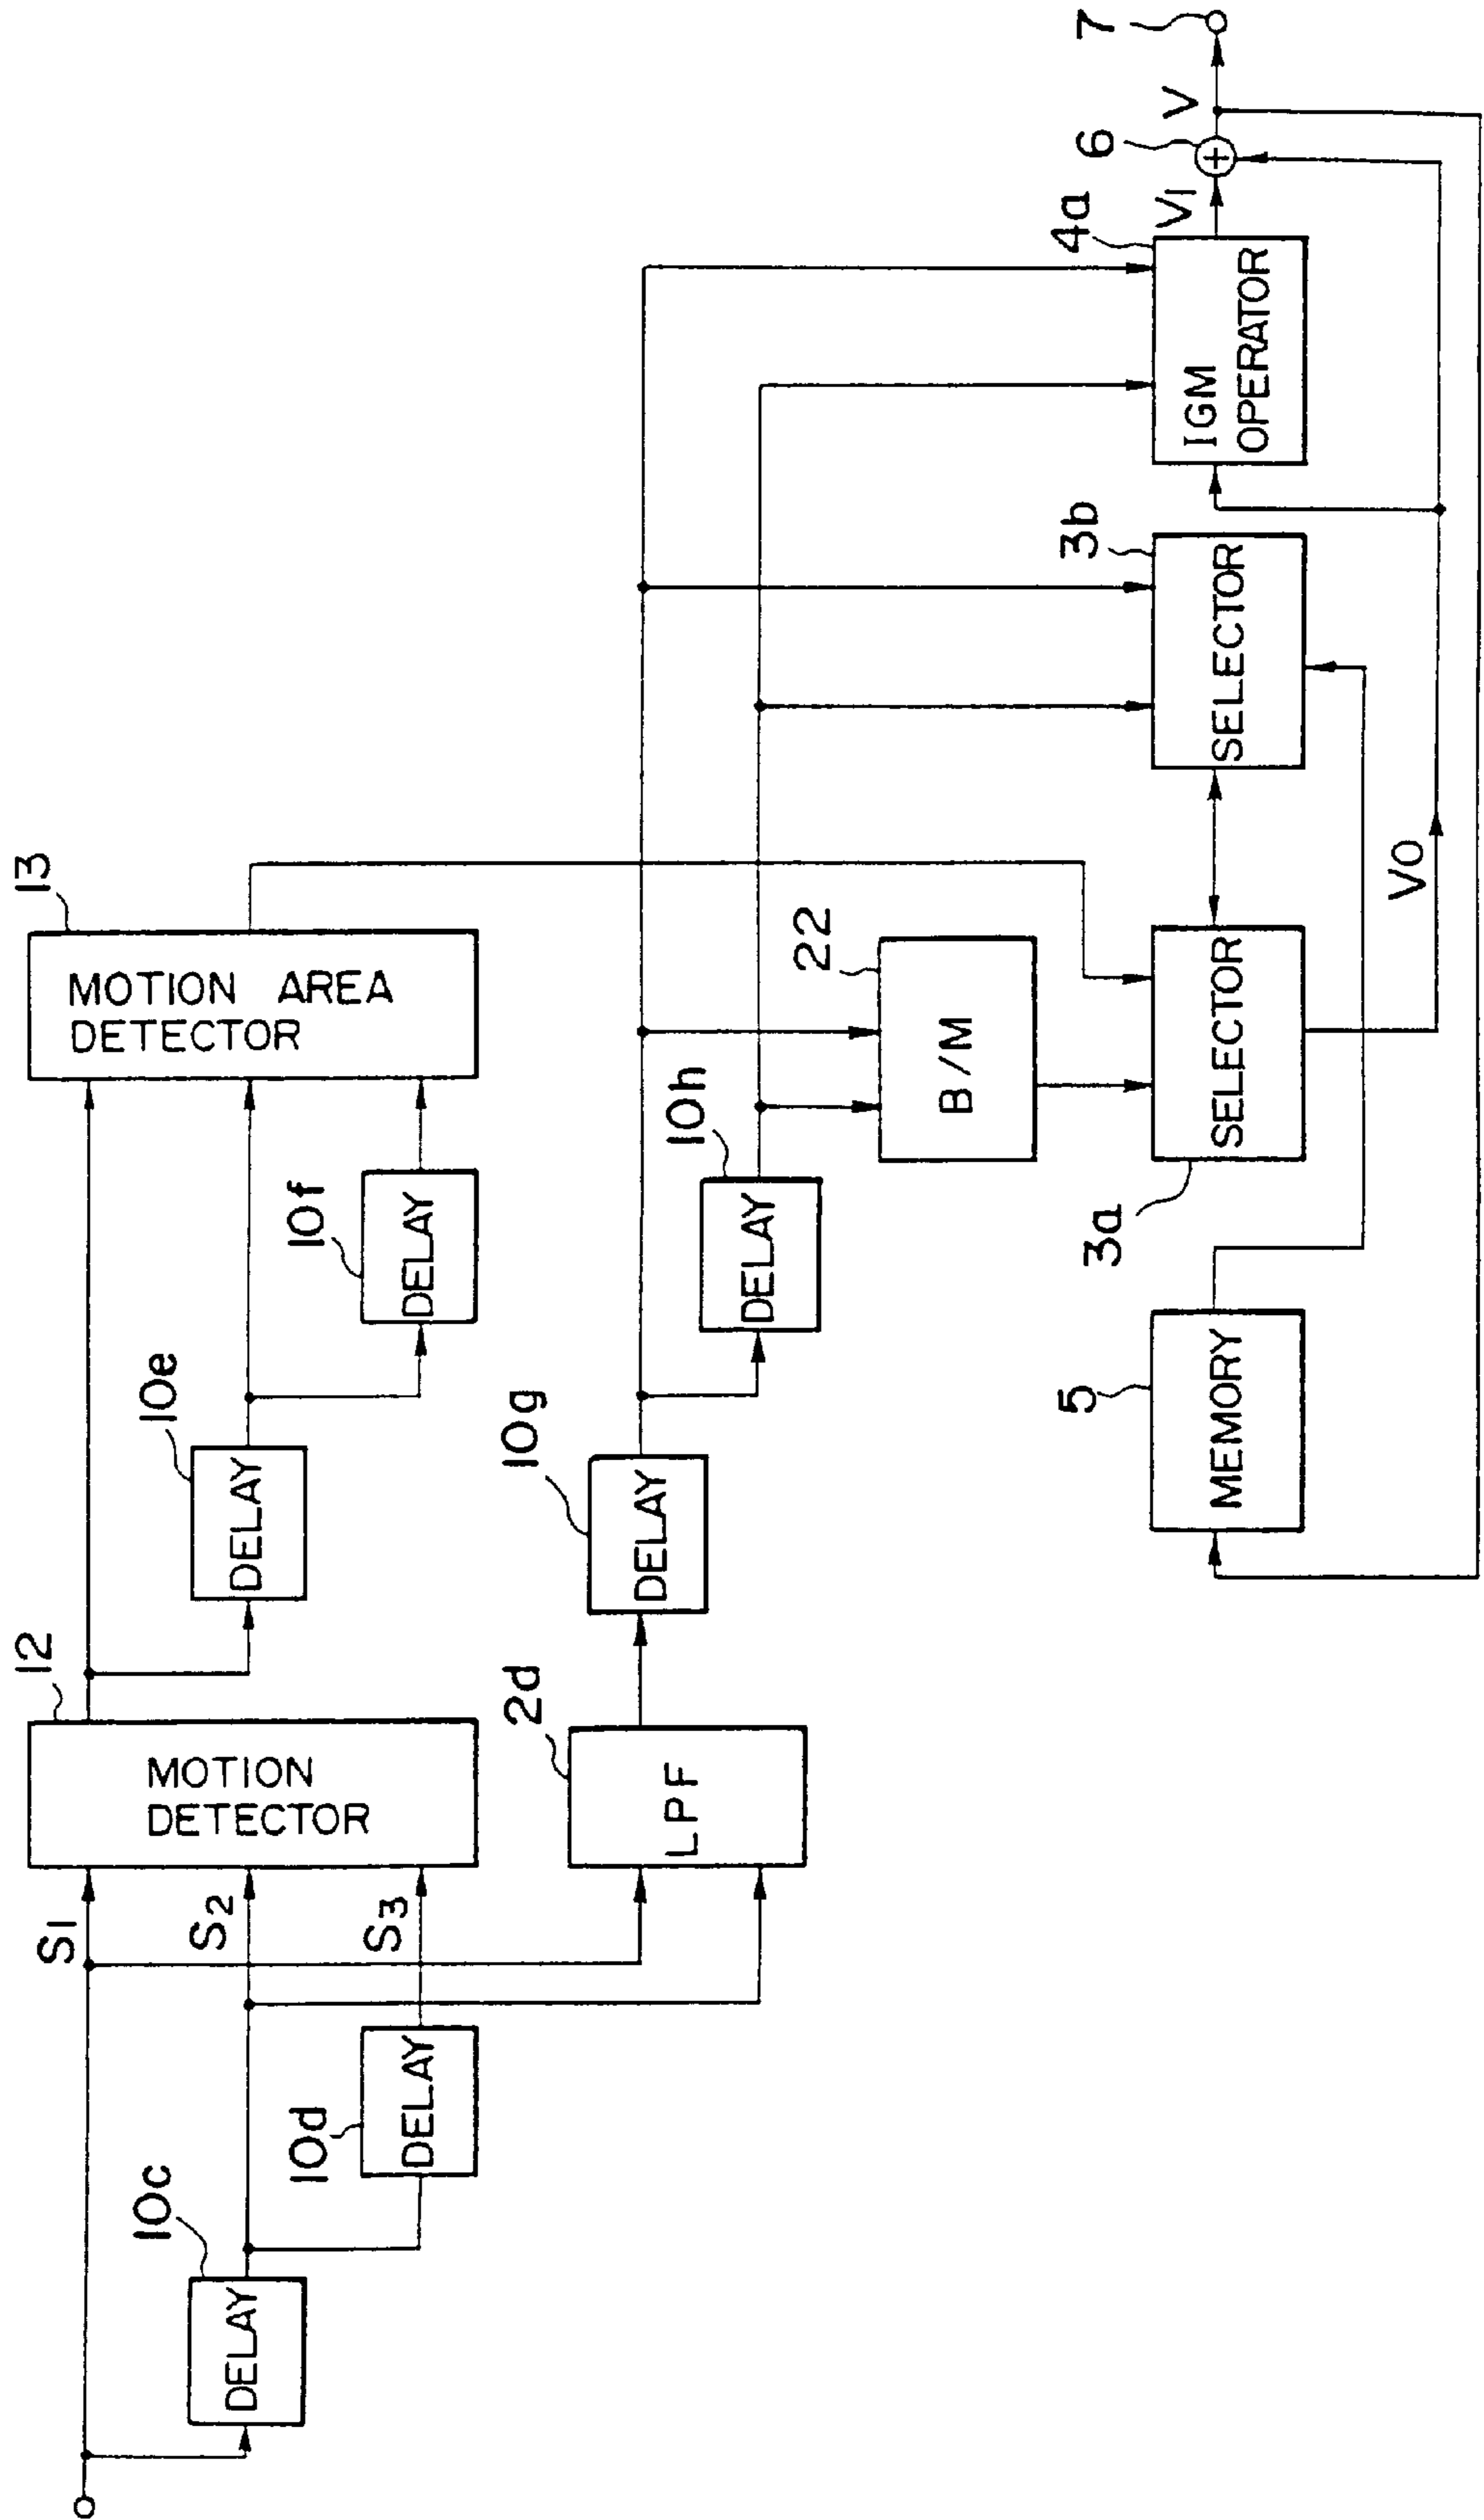 13
12
MOTION AREA
DETECTOR
MOTION
DETECTOR
S1
S2
S3
10c
DELAY
10d
DELAY
10e
DELAY
10f
DELAY
2d
LPF
10g
DELAY
10h
DELAY
22
B/M
5
MEMORY
3a
SELECTOR
3b
SELECTOR
VO
4a
IGM
OPERATOR
V1
6
+
V
7